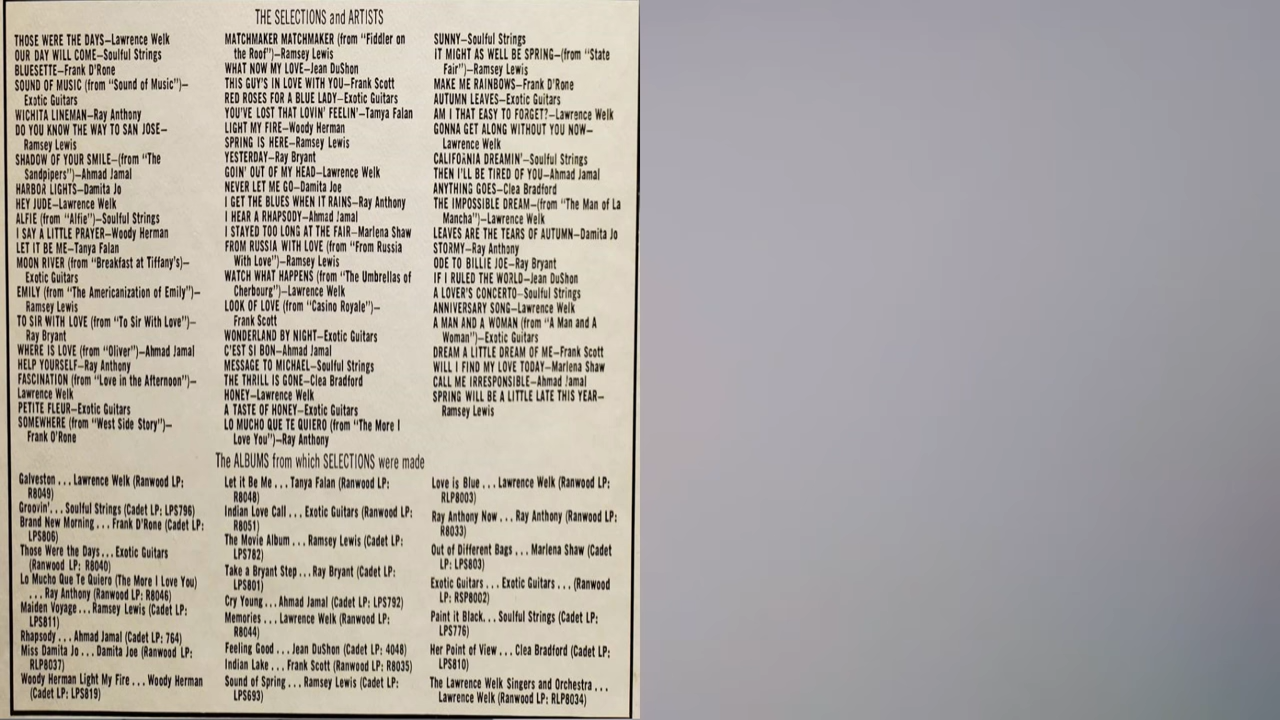 THE SELECTIONS and ARTISTS
THOSE WERE THE DAYS—Lawrence Welk
OUR DAY WILL COME—Soulful Strings
BLUESETTE—Frank D'Rone
SOUND OF MUSIC (from "Sound of Music")—
Exotic Guitars
WICHITA LINEMAN—Ray Anthony
DO YOU KNOW THE WAY TO SAN JOSE—
Ramsey Lewis
SHADOW OF YOUR SMILE—(from "The
Sandpipers")—Ahmad Jamal
HARBOR LIGHTS—Damita Jo
HEY JUDE—Lawrence Welk
ALFIE (from "Alfie")—Soulful Strings
I SAY A LITTLE PRAYER—Woody Herman
LET IT BE ME—Tanya Falan
MOON RIVER (from "Breakfast at Tiffany's)—
Exotic Guitars
EMILY (from "The Americanization of Emily")—
Ramsey Lewis
TO SIR WITH LOVE (from "To Sir With Love")—
Ray Bryant
WHERE IS LOVE (from "Oliver")—Ahmad Jamal
HELP YOURSELF—Ray Anthony
FASCINATION (from "Love in the Afternoon")—
Lawrence Welk
PETITE FLEUR—Exotic Guitars
SOMEWHERE (from "West Side Story")—
Frank O'Rone
MATCHMAKER MATCHMAKER (from "Fiddler on
the Roof")—Ramsey Lewis
WHAT NOW MY LOVE—Jean DuShon
THIS GUY'S IN LOVE WITH YOU—Frank Scott
RED ROSES FOR A BLUE LADY—Exotic Guitars
YOU'VE LOST THAT LOVIN' FEELIN'—Tamya Falan
LIGHT MY FIRE—Woody Herman
SPRING IS HERE—Ramsey Lewis
YESTERDAY—Ray Bryant
GOIN' OUT OF MY HEAD—Lawrence Welk
NEVER LET ME GO—Damita Joe
I GET THE BLUES WHEN IT RAINS—Ray Anthony
I HEAR A RHAPSODY—Ahmad Jamal
I STAYED TOO LONG AT THE FAIR—Marlena Shaw
FROM RUSSIA WITH LOVE (from "From Russia
With Love")—Ramsey Lewis
WATCH WHAT HAPPENS (from "The Umbrellas of
Cherbourg")—Lawrence Welk
LOOK OF LOVE (from "Casino Royale")—
Frank Scott
WONDERLAND BY NIGHT—Exotic Guitars
C'EST SI BON—Ahmad Jamal
MESSAGE TO MICHAEL—Soulful Strings
THE THRILL IS GONE—Clea Bradford
HONEY—Lawrence Welk
A TASTE OF HONEY—Exotic Guitars
LO MUCHO QUE TE QUIERO (from "The More I
Love You")—Ray Anthony
SUNNY—Soulful Strings
IT MIGHT AS WELL BE SPRING—(from "State
Fair")—Ramsey Lewis
MAKE ME RAINBOWS—Frank D'Rone
AUTUMN LEAVES—Exotic Guitars
AM I THAT EASY TO FORGET?—Lawrence Welk
GONNA GET ALONG WITHOUT YOU NOW—
Lawrence Welk
CALIFORNIA DREAMIN'—Soulful Strings
THEN I'LL BE TIRED OF YOU—Ahmad Jamal
ANYTHING GOES—Clea Bradford
THE IMPOSSIBLE DREAM—(from "The Man of La
Mancha")—Lawrence Welk
LEAVES ARE THE TEARS OF AUTUMN—Damita Jo
STORMY—Ray Anthony
ODE TO BILLIE JOE—Ray Bryant
IF I RULED THE WORLD—Jean DuShon
A LOVER'S CONCERTO—Soulful Strings
ANNIVERSARY SONG—Lawrence Welk
A MAN AND A WOMAN (from "A Man and A
Woman")—Exotic Guitars
DREAM A LITTLE DREAM OF ME—Frank Scott
WILL I FIND MY LOVE TODAY—Marlena Shaw
CALL ME IRRESPONSIBLE—Ahmad Jamal
SPRING WILL BE A LITTLE LATE THIS YEAR—
Ramsey Lewis
The ALBUMS from which SELECTIONS were made
Galveston . . . Lawrence Welk (Ranwood LP:
R8049)
Groovin'. . . Soulful Strings (Cadet LP: LPS796)
Brand New Morning . . . Frank D'Rone (Cadet LP:
LPS806)
Those Were the Days . . . Exotic Guitars
(Ranwood LP: R8040)
Lo Mucho Que Te Quiero (The More I Love You)
. . . Ray Anthony (Ranwood LP: R8046)
Maiden Voyage . . . Ramsey Lewis (Cadet LP:
LPS811)
Rhapsody . . . Ahmad Jamal (Cadet LP: 764)
Miss Damita Jo . . . Damita Joe (Ranwood LP:
RLP8037)
Woody Herman Light My Fire . . . Woody Herman
(Cadet LP: LPS819)
Let it Be Me . . . Tanya Falan (Ranwood LP:
R8048)
Indian Love Call . . . Exotic Guitars (Ranwood LP:
R8051)
The Movie Album . . . Ramsey Lewis (Cadet LP:
LPS782)
Take a Bryant Step . . . Ray Bryant (Cadet LP:
LPS801)
Cry Young . . . Ahmad Jamal (Cadet LP: LPS792)
Memories . . . Lawrence Welk (Ranwood LP:
R8044)
Feeling Good . . . Jean DuShon (Cadet LP: 4048)
Indian Lake . . . Frank Scott (Ranwood LP: R8035)
Sound of Spring . . . Ramsey Lewis (Cadet LP:
LPS693)
Love is Blue . . . Lawrence Welk (Ranwood LP:
RLP8003)
Ray Anthony Now . . . Ray Anthony (Ranwood LP:
R8033)
Out of Different Bags . . . Marlena Shaw (Cadet
LP: LPS803)
Exotic Guitars . . . Exotic Guitars . . . (Ranwood
LP: RSP8002)
Paint it Black. . . Soulful Strings (Cadet LP:
LPS776)
Her Point of View . . . Clea Bradford (Cadet LP:
LPS810)
The Lawrence Welk Singers and Orchestra . . .
Lawrence Welk (Ranwood LP: RLP8034)